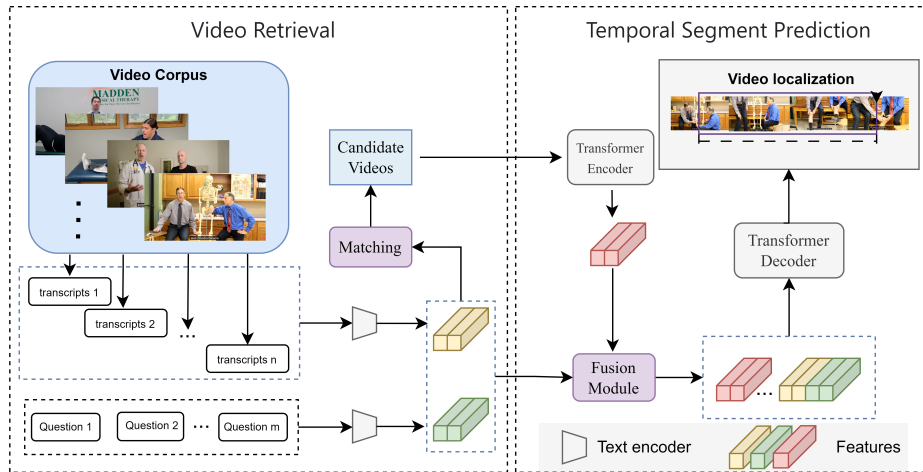 Video Retrieval
Temporal Segment Prediction
Video Corpus
MADDEN
PHYSICAL THERAPY
Video localization
Candidate
Videos
Transformer
Encoder
Matching
Transformer
Decoder
transcripts 1
transcripts 2
...
transcripts n
Fusion
Module
...
Question 1
Question 2
...
Question m
Text encoder
Features